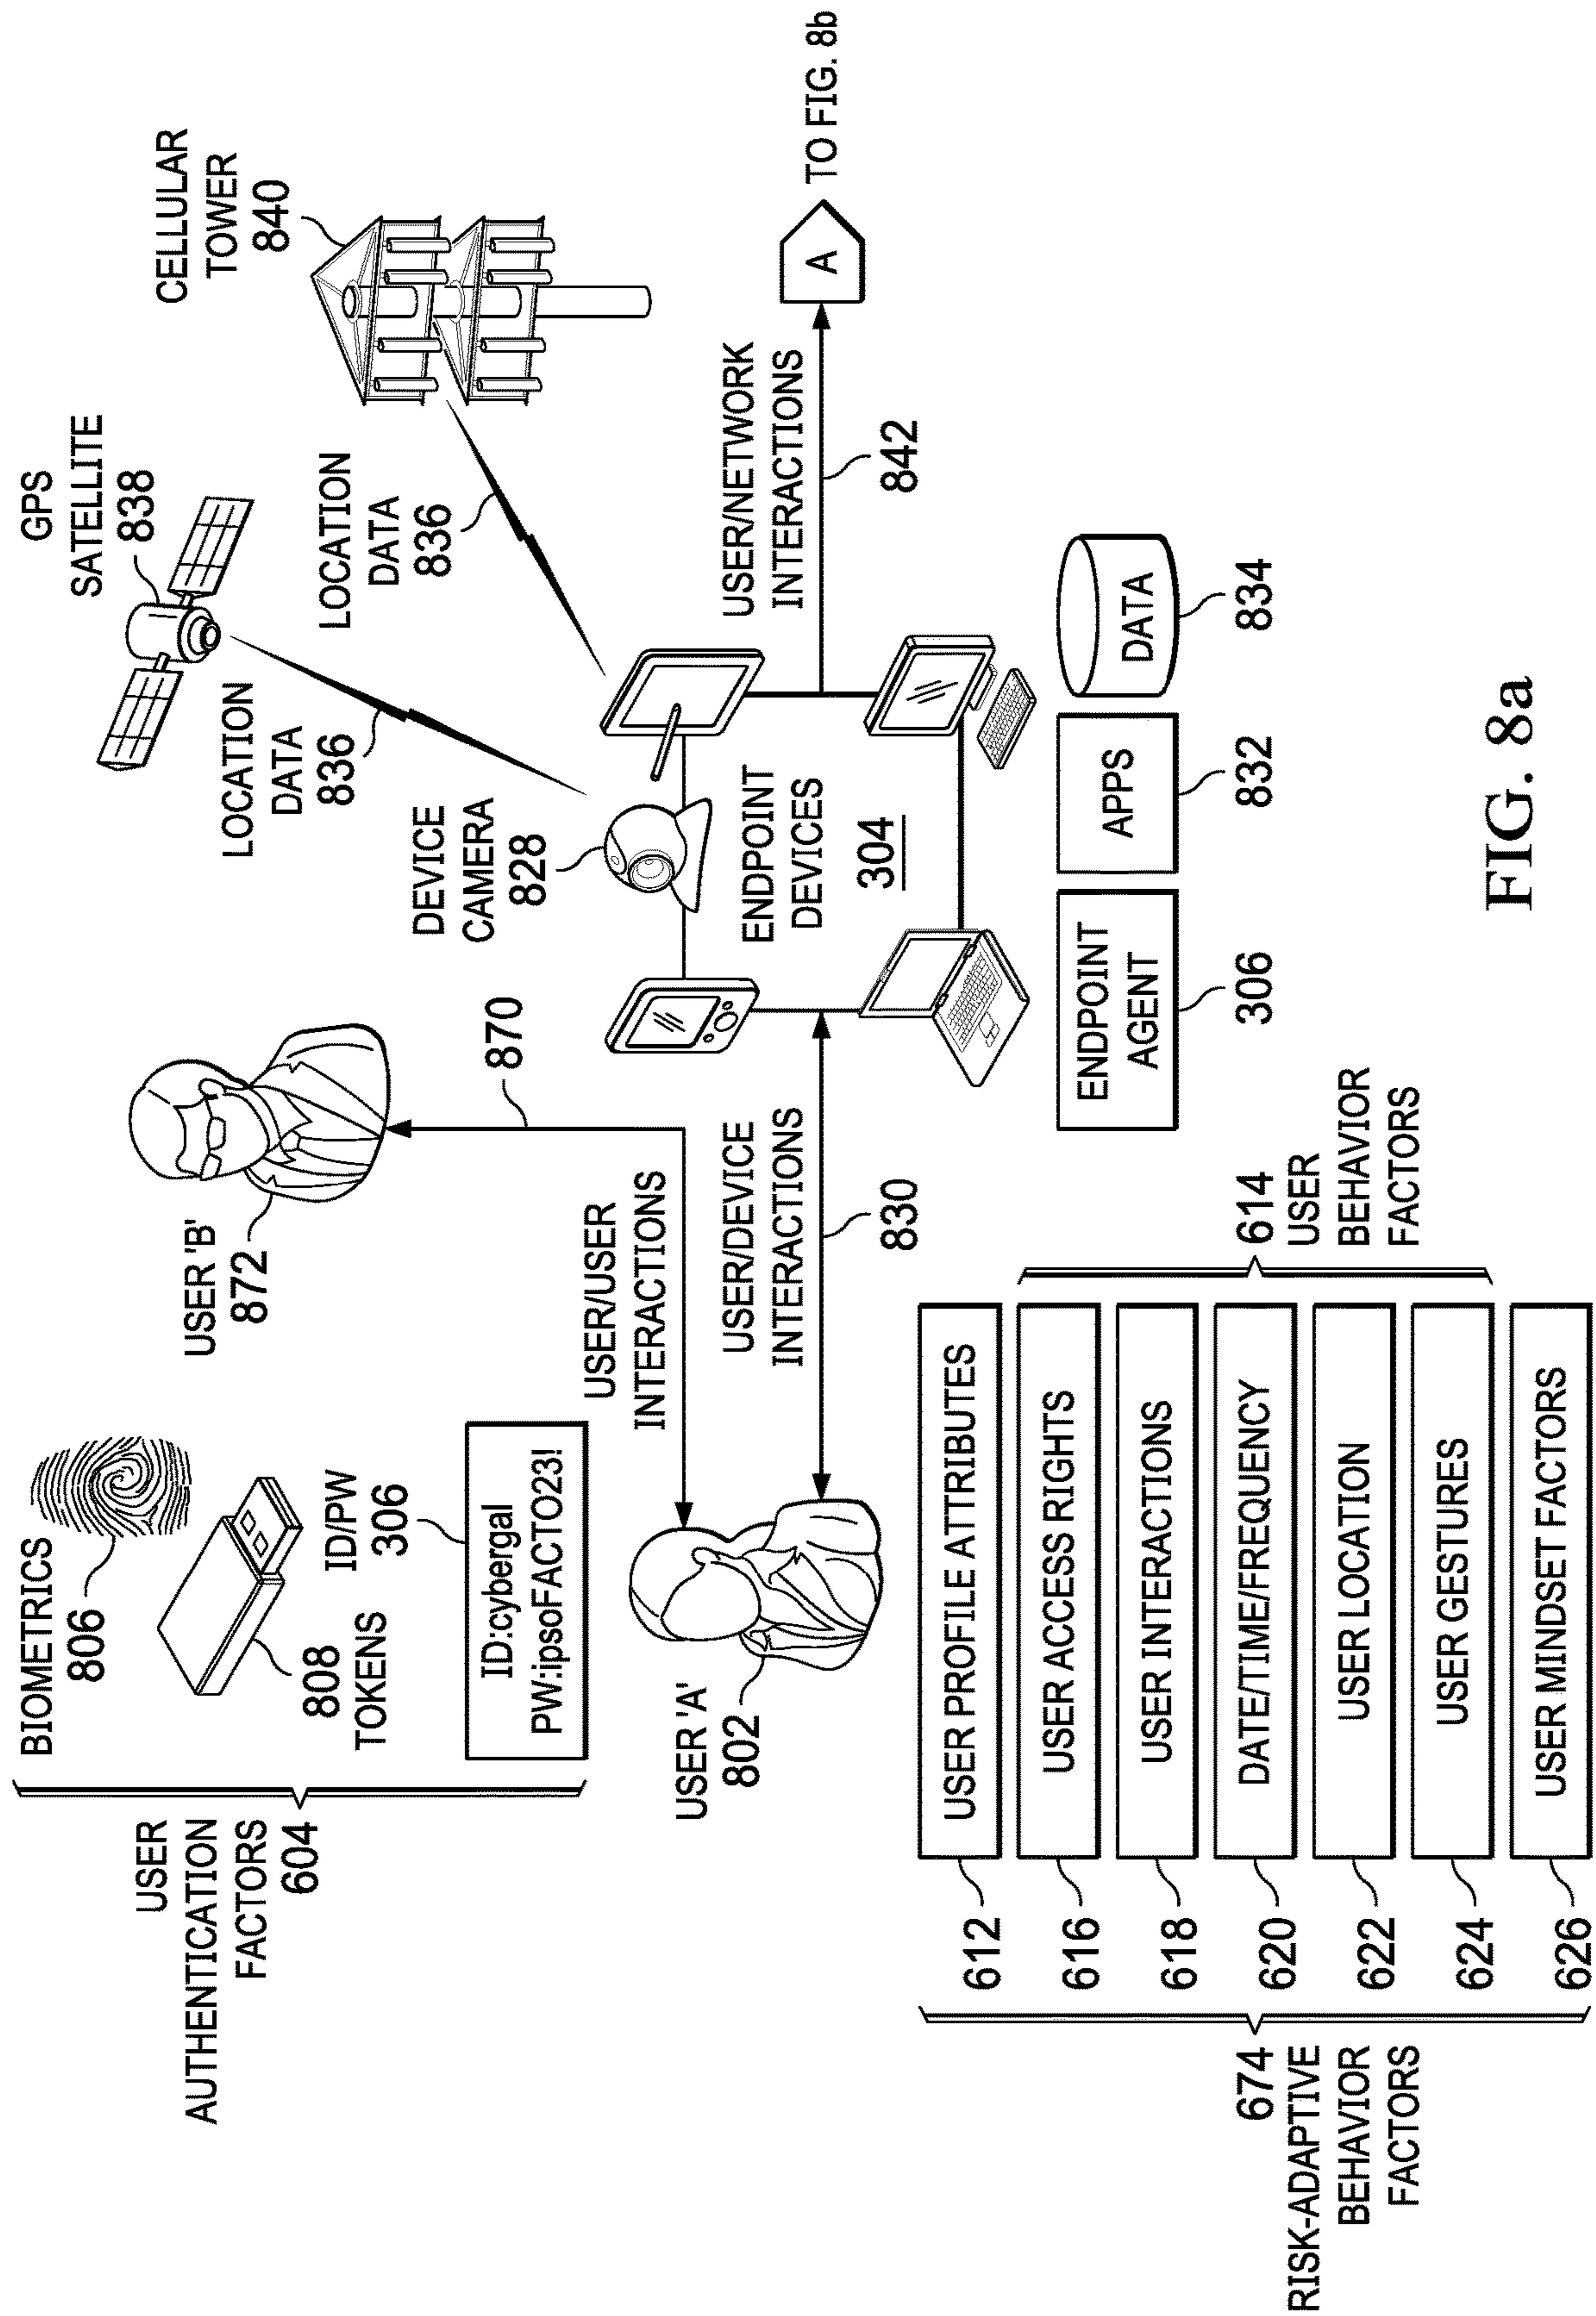 USER
AUTHENTICATION
FACTORS
604
BIOMETRICS
806
808
TOKENS
ID/PW
306
ID:cybergal
PW:ipsoFACTO23!
USER 'B'
872
870
USER/USER
INTERACTIONS
USER 'A'
802
USER/DEVICE
INTERACTIONS
830
GPS
SATELLITE
838
LOCATION
DATA
836
CELLULAR
TOWER
840
LOCATION
DATA
836
DEVICE
CAMERA
828
ENDPOINT
DEVICES
304
USER/NETWORK
INTERACTIONS
842
A
TO FIG. 8b
ENDPOINT
AGENT
306
APPS
832
DATA
834
674
RISK-ADAPTIVE
BEHAVIOR
FACTORS
612
USER PROFILE ATTRIBUTES
616
USER ACCESS RIGHTS
618
USER INTERACTIONS
620
DATE/TIME/FREQUENCY
622
USER LOCATION
624
USER GESTURES
626
USER MINDSET FACTORS
614
USER
BEHAVIOR
FACTORS
FIG. 8a